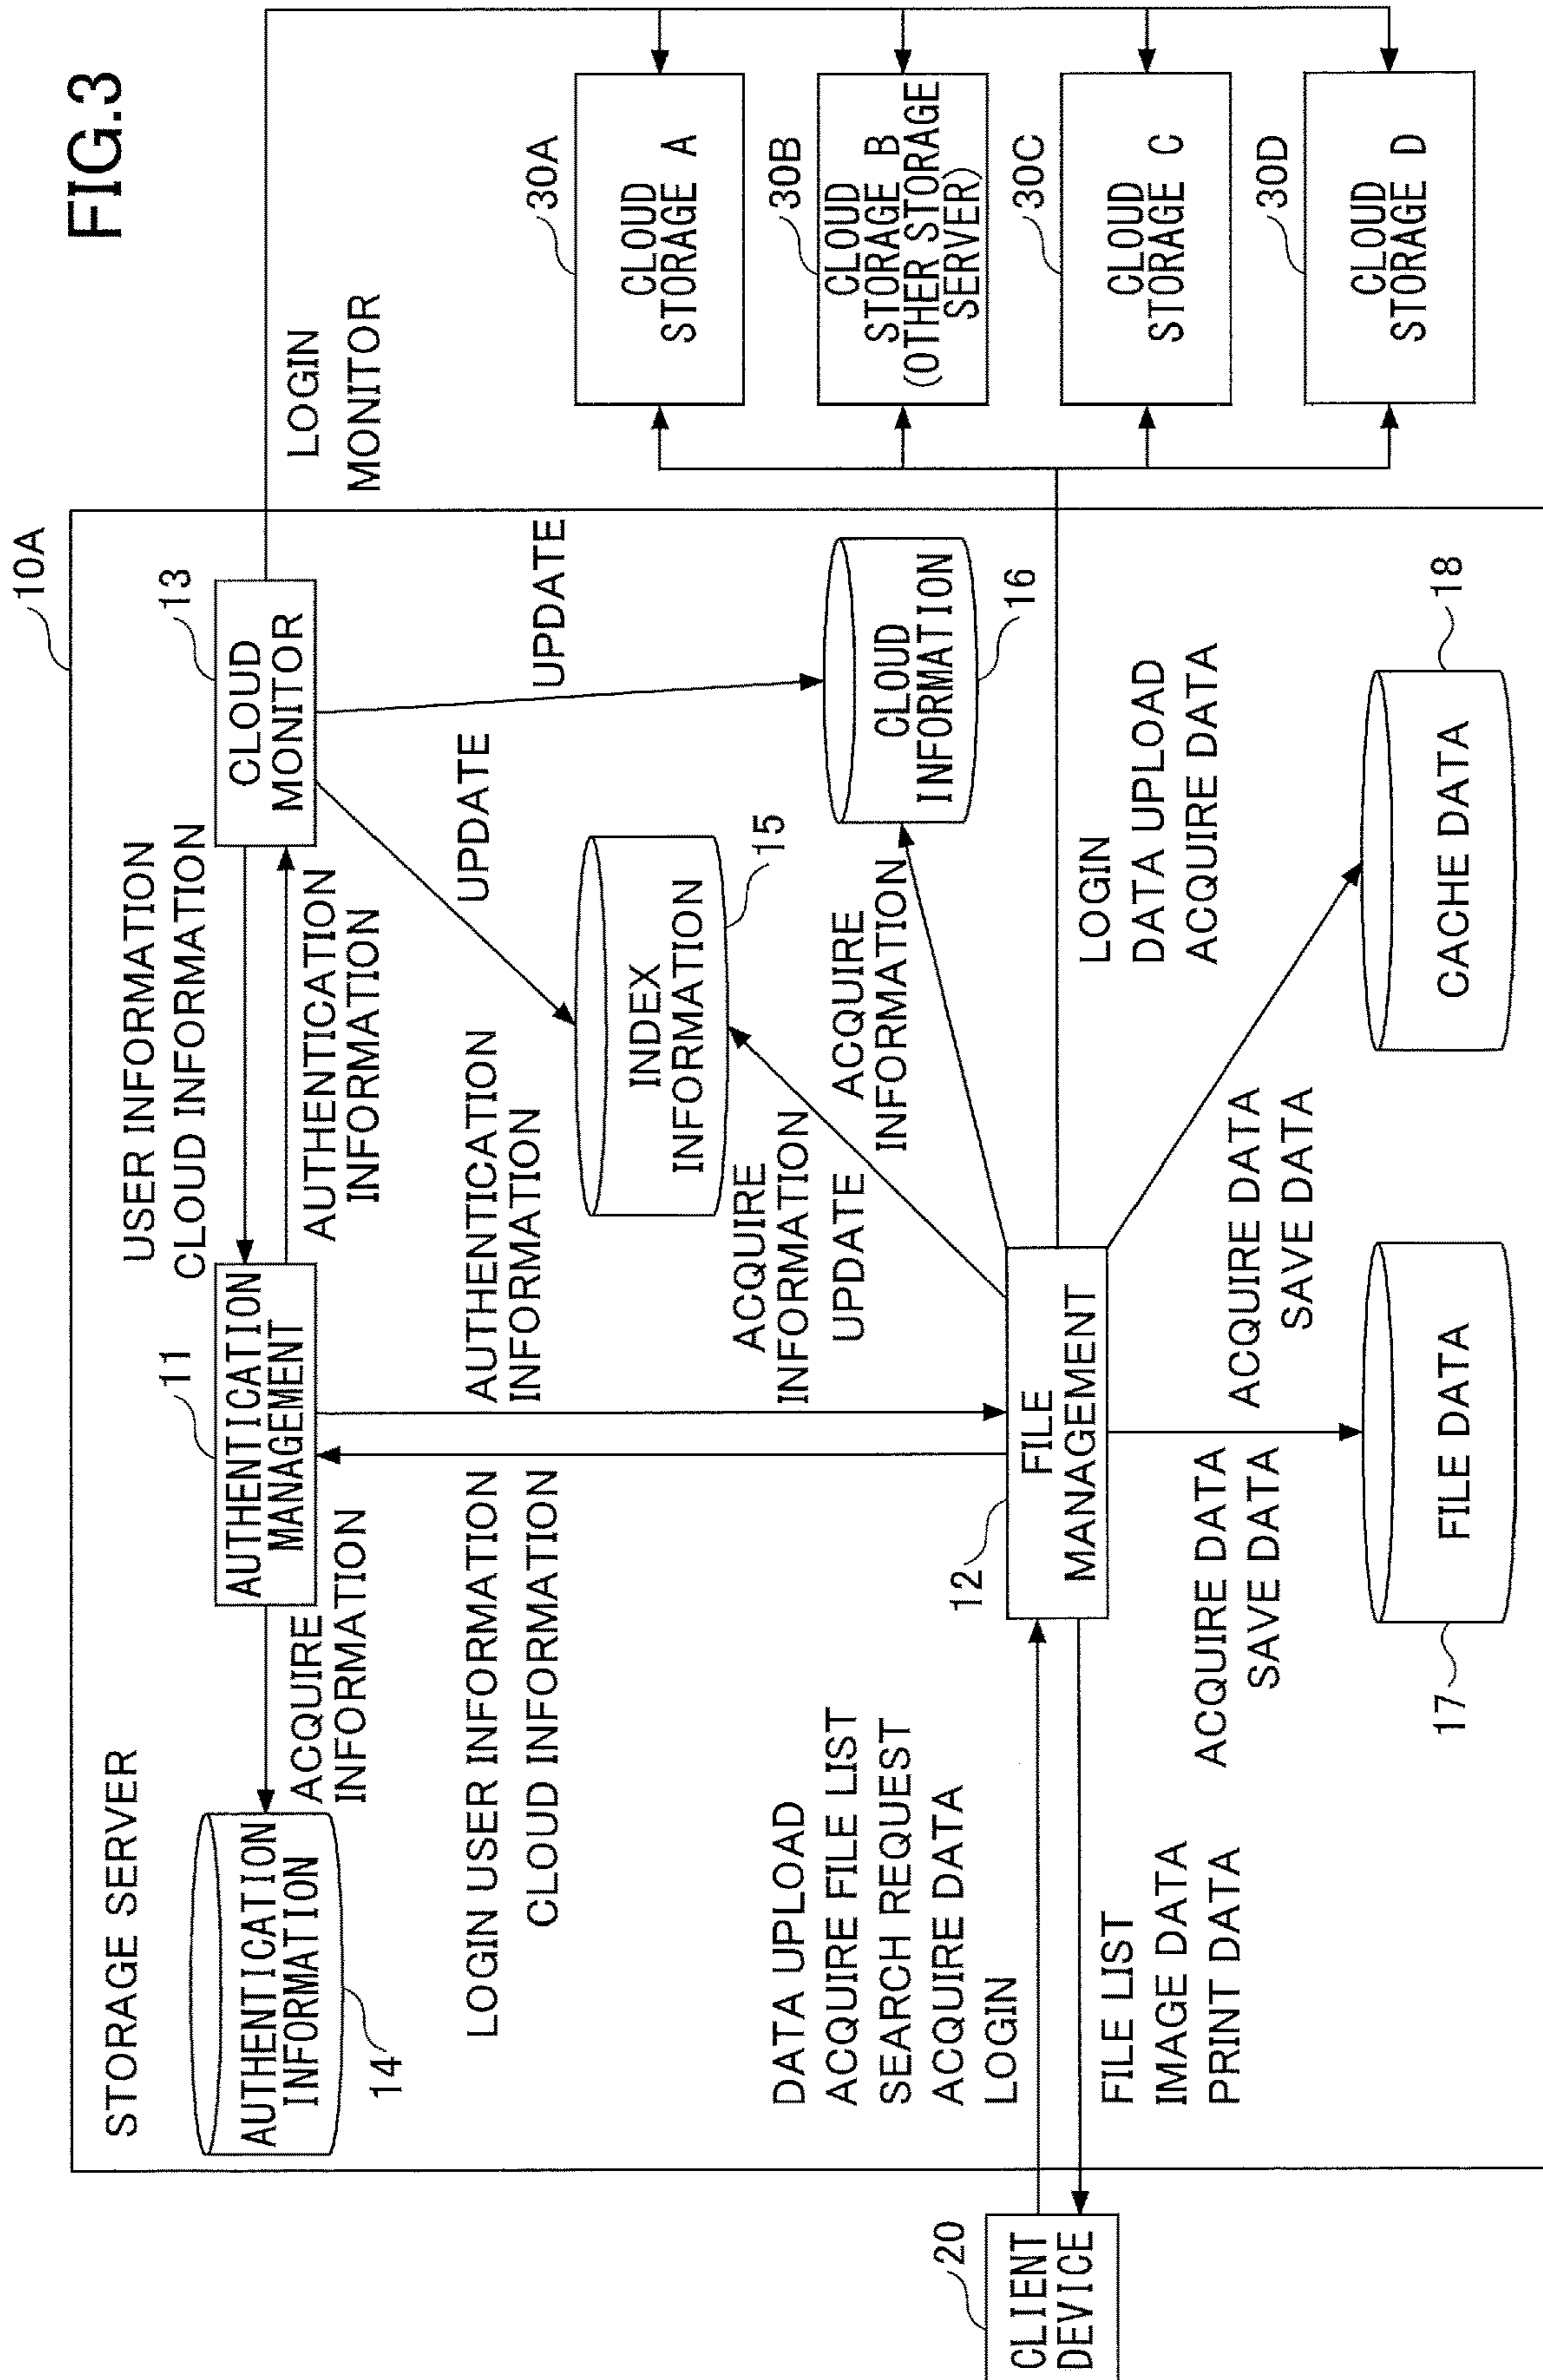 FIG.3
STORAGE SERVER
10A
AUTHENTICATION
INFORMATION
14
ACQUIRE
INFORMATION
11
AUTHENTICATION
MANAGEMENT
USER INFORMATION
CLOUD INFORMATION
AUTHENTICATION
INFORMATION
13
CLOUD
MONITOR
LOGIN
MONITOR
LOGIN USER INFORMATION
CLOUD INFORMATION
AUTHENTICATION
INFORMATION
UPDATE
UPDATE
INDEX
INFORMATION
15
CLOUD
INFORMATION
16
ACQUIRE
INFORMATION
UPDATE
ACQUIRE
INFORMATION
30A
CLOUD
STORAGE A
30B
CLOUD
STORAGE B
(OTHER STORAGE
SERVER)
30C
CLOUD
STORAGE C
30D
CLOUD
STORAGE D
20
CLIENT
DEVICE
DATA UPLOAD
ACQUIRE FILE LIST
SEARCH REQUEST
ACQUIRE DATA
LOGIN
FILE LIST
IMAGE DATA
PRINT DATA
12
FILE
MANAGEMENT
LOGIN
DATA UPLOAD
ACQUIRE DATA
ACQUIRE DATA
SAVE DATA
ACQUIRE DATA
SAVE DATA
17
FILE DATA
CACHE DATA
18